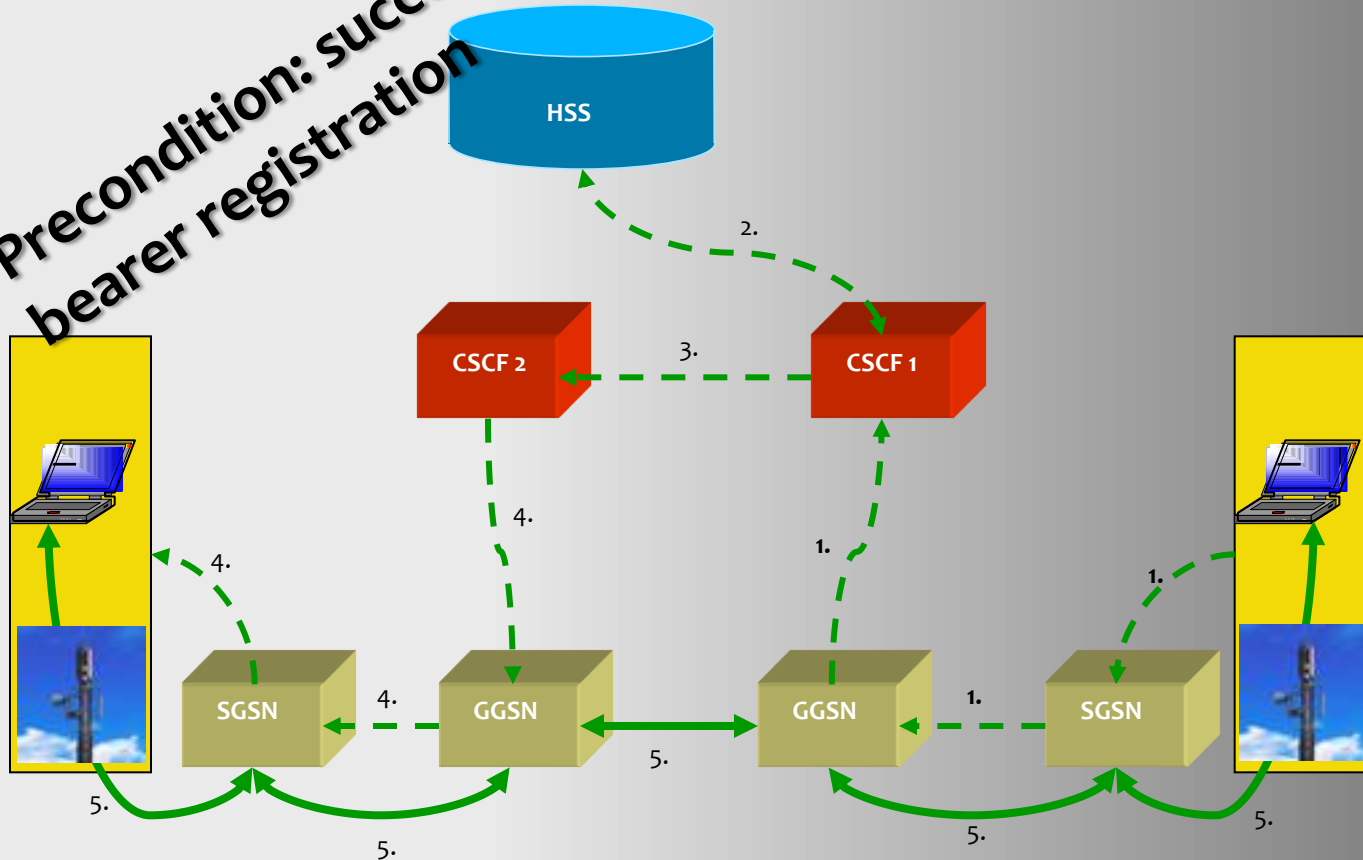 Precondition:
bearer registration
HSS
2.
CSCF 2
3.
CSCF 1
4.
1.
4.
1.
SGSN
4.
GGSN
5.
GGSN
1.
SGSN
5.
5.
5.
5.